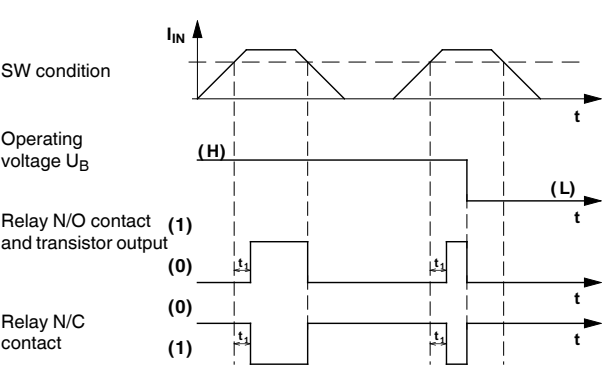 I_IN
SW condition
t
Operating
voltage U_B
(H)
(L)
t
Relay N/O contact
and transistor output
(1)
t₁
t₁
(0)
t
(0)
Relay N/C
contact
t₁
t₁
t
(1)